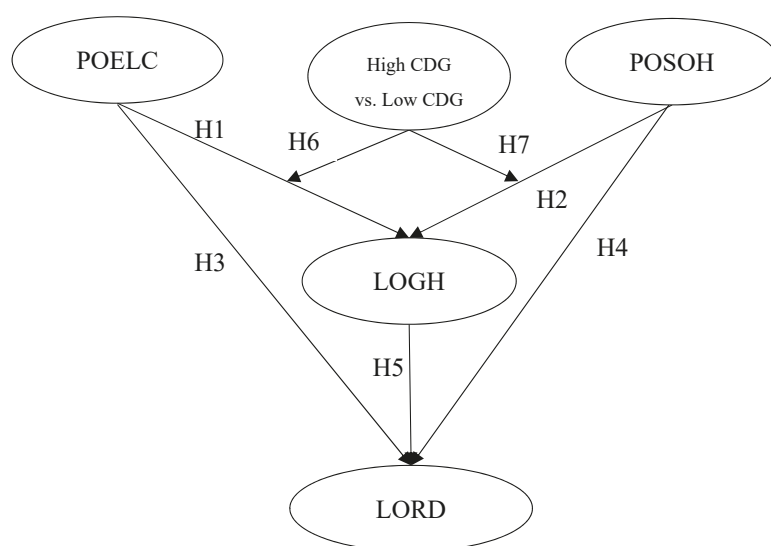 POELC
High CDG
vs. Low CDG
POSOH
H1
H6
H7
H2
H3
H4
LOGH
H5
LORD